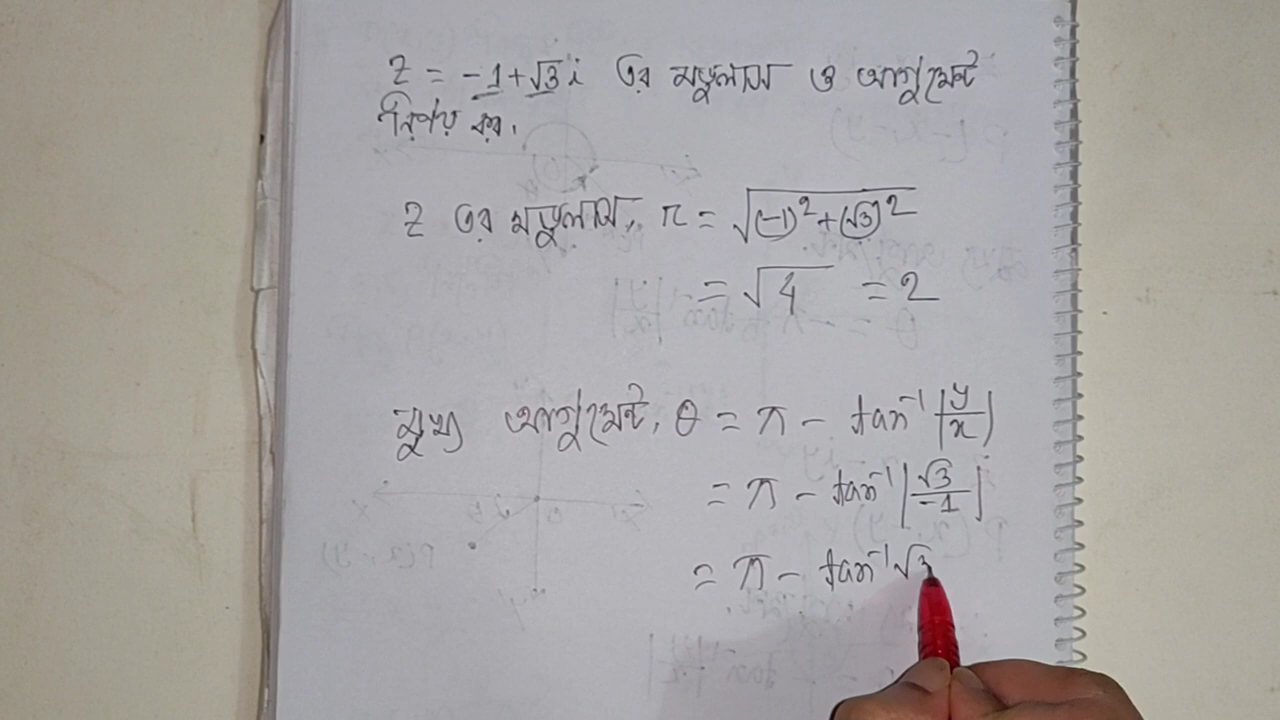 z = -1+√3 i এর মডুলাস ও আর্গুমেন্ট
নির্ণয় কর।
z এর মডুলাস, r = √((-1)²+(√3)²)
= √4 = 2
মুখ্য আর্গুমেন্ট, θ = π - tan⁻¹|y/x|
= π - tan⁻¹|√3/-1|
= π - tan⁻¹√3